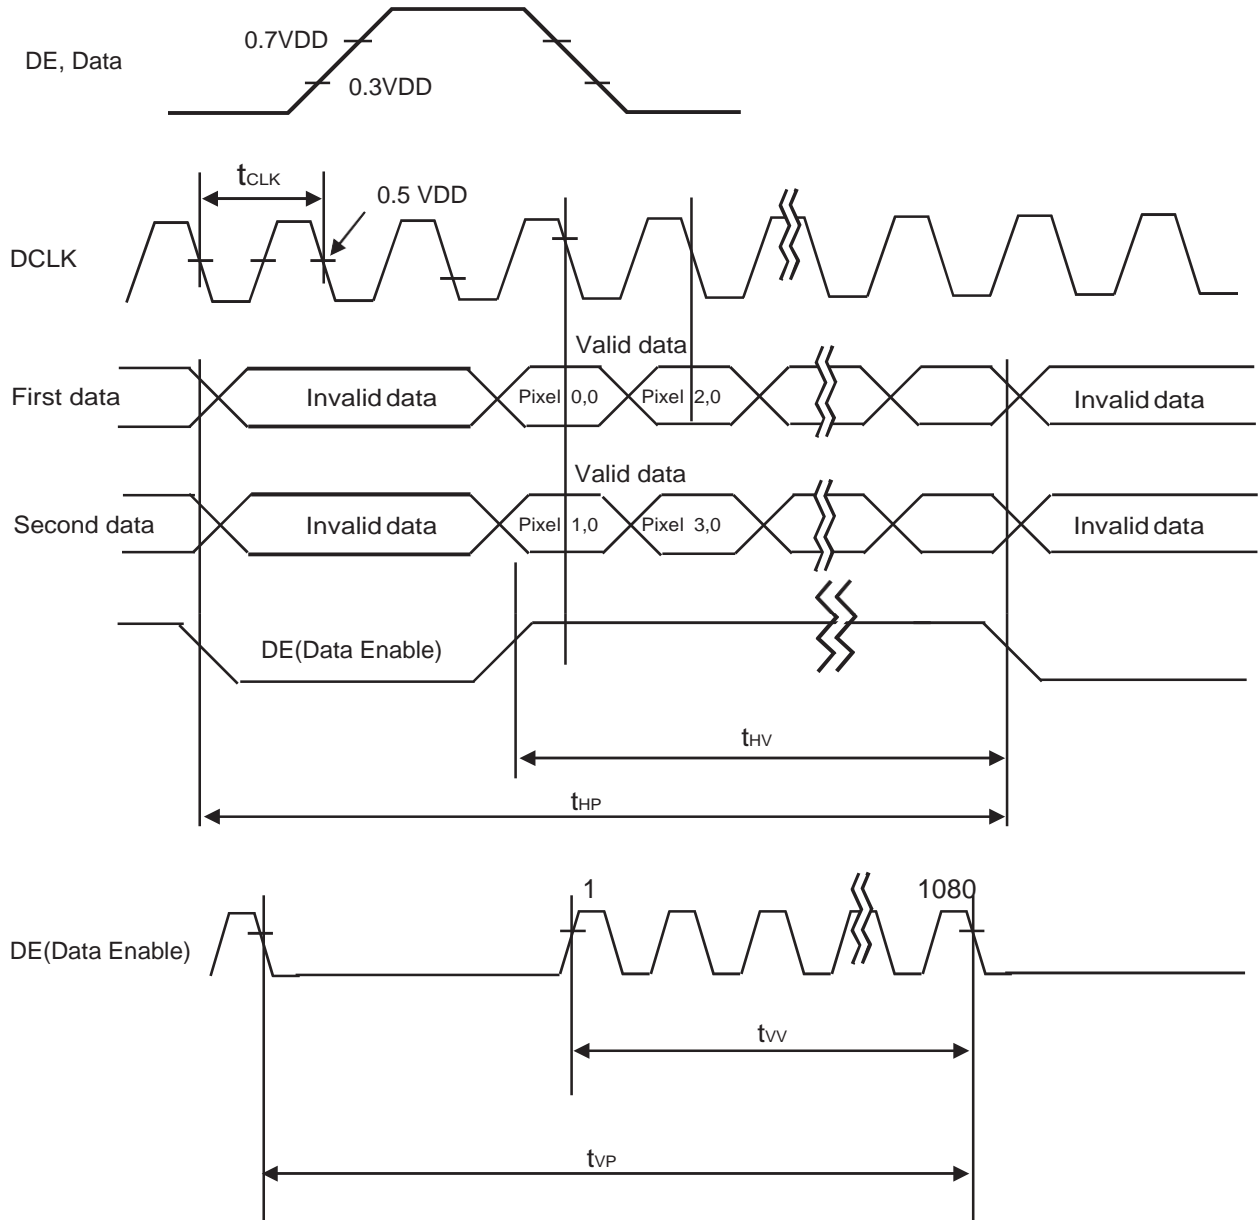 0.7VDD
DE, Data
0.3VDD
tCLK
0.5 VDD
DCLK
Valid data
First data
Invalid data
Pixel 0,0
Pixel 2,0
Invalid data
Valid data
Second data
Invalid data
Pixel 1,0
Pixel 3,0
Invalid data
DE(Data Enable)
tHV
tHP
1
1080
DE(Data Enable)
tVV
tVP